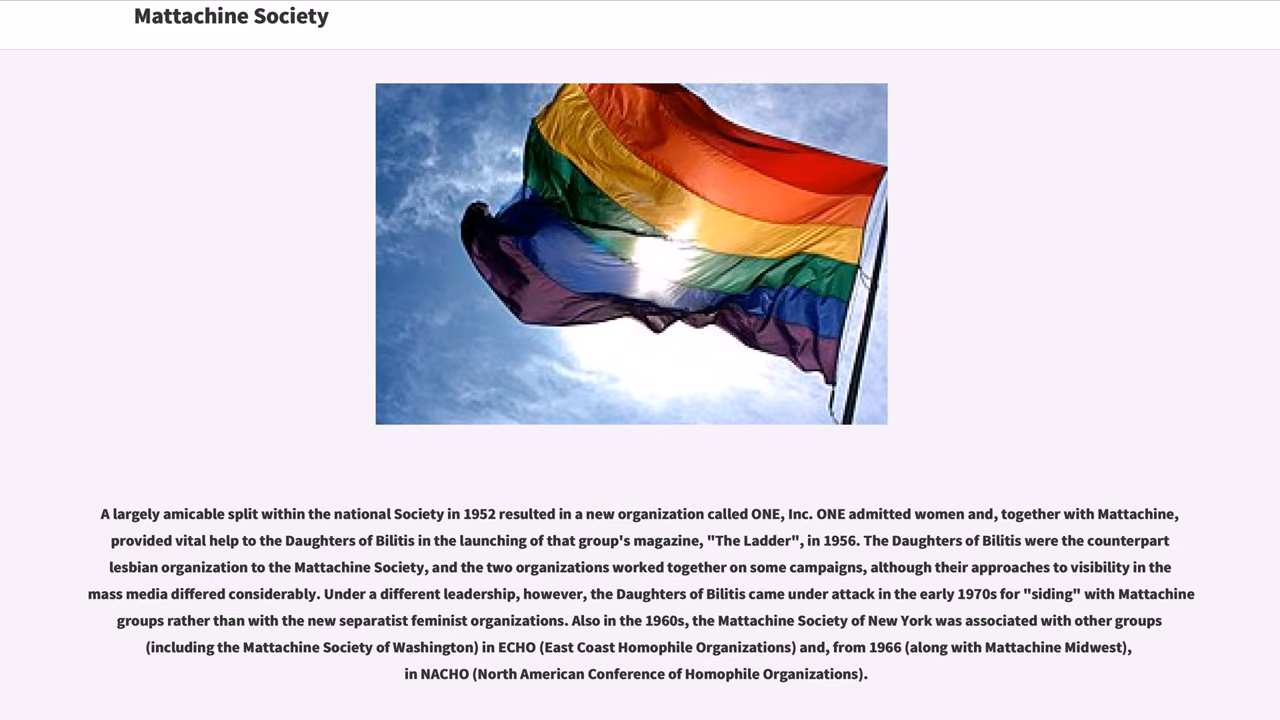 Mattachine Society
A largely amicable split within the national Society in 1952 resulted in a new organization called ONE, Inc. ONE admitted women and, together with Mattachine,
provided vital help to the Daughters of Bilitis in the launching of that group's magazine, "The Ladder", in 1956. The Daughters of Bilitis were the counterpart
lesbian organization to the Mattachine Society, and the two organizations worked together on some campaigns, although their approaches to visibility in the
mass media differed considerably. Under a different leadership, however, the Daughters of Bilitis came under attack in the early 1970s for "siding" with Mattachine
groups rather than with the new separatist feminist organizations. Also in the 1960s, the Mattachine Society of New York was associated with other groups
(including the Mattachine Society of Washington) in ECHO (East Coast Homophile Organizations) and, from 1966 (along with Mattachine Midwest),
in NACHO (North American Conference of Homophile Organizations).